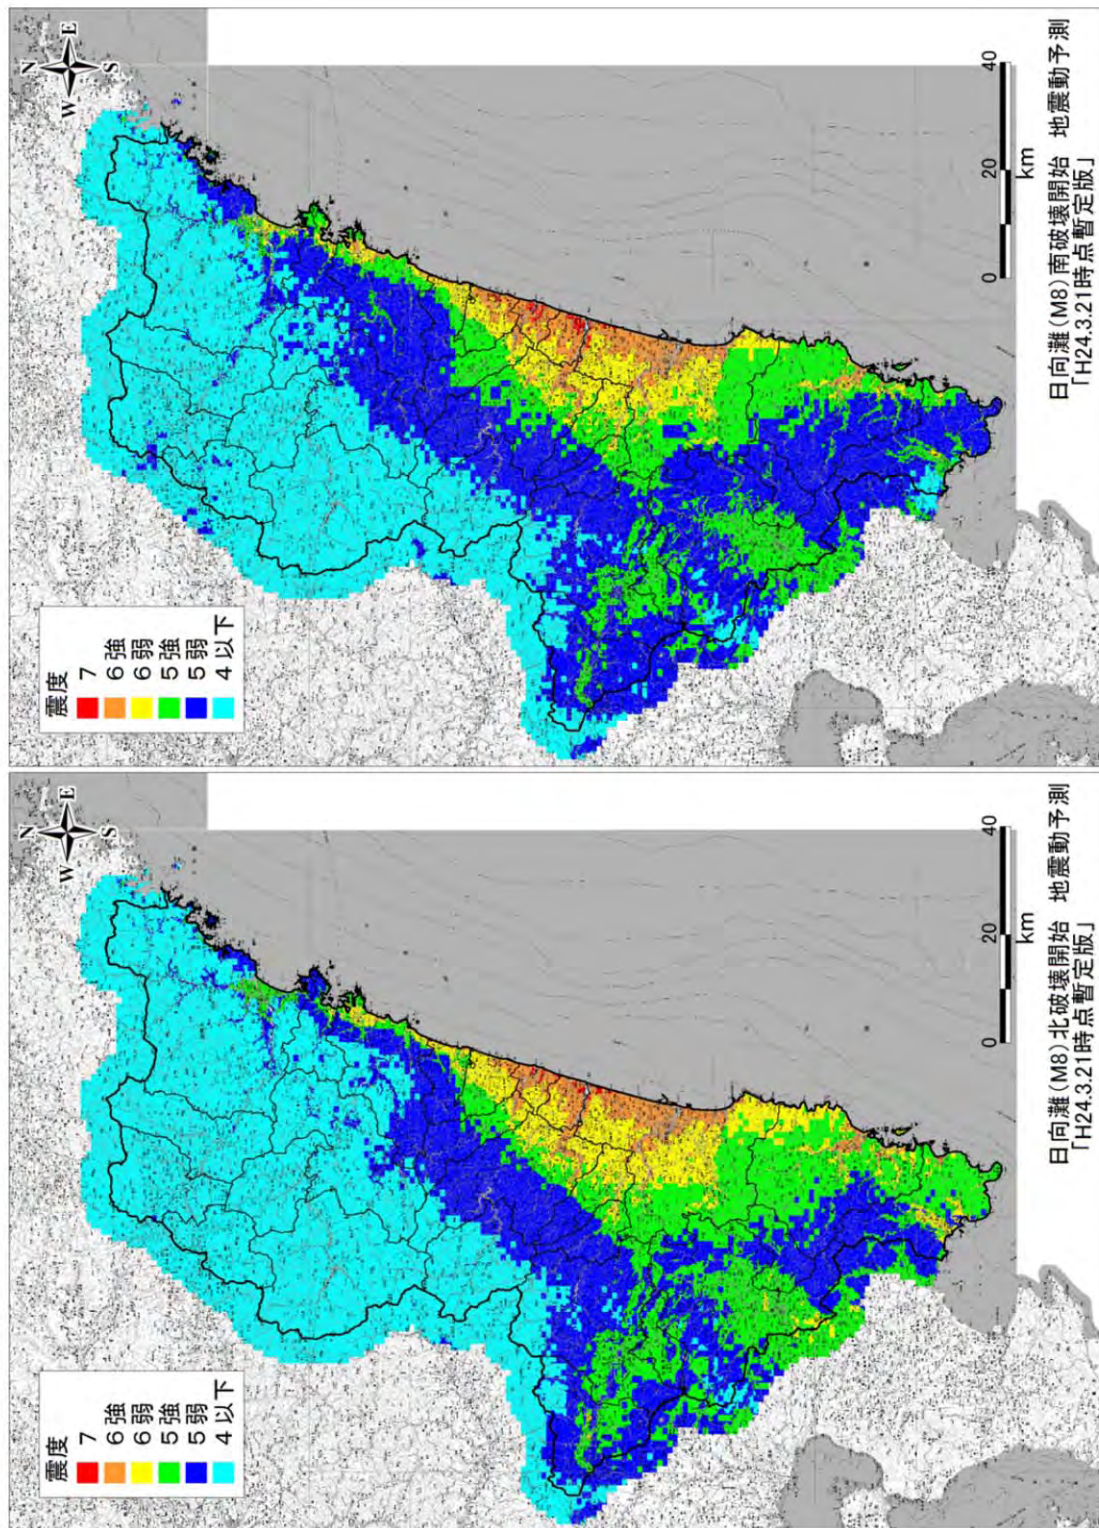 N
W
E
S
震度
7
6強
6弱
5強
5弱
4以下
0
20
40
km
日向灘(M8)南破壊開始 地震動予測
「H24.3.21時点暫定版」
N
W
E
S
震度
7
6強
6弱
5強
5弱
4以下
0
20
40
km
日向灘(M8)北破壊開始 地震動予測
「H24.3.21時点暫定版」